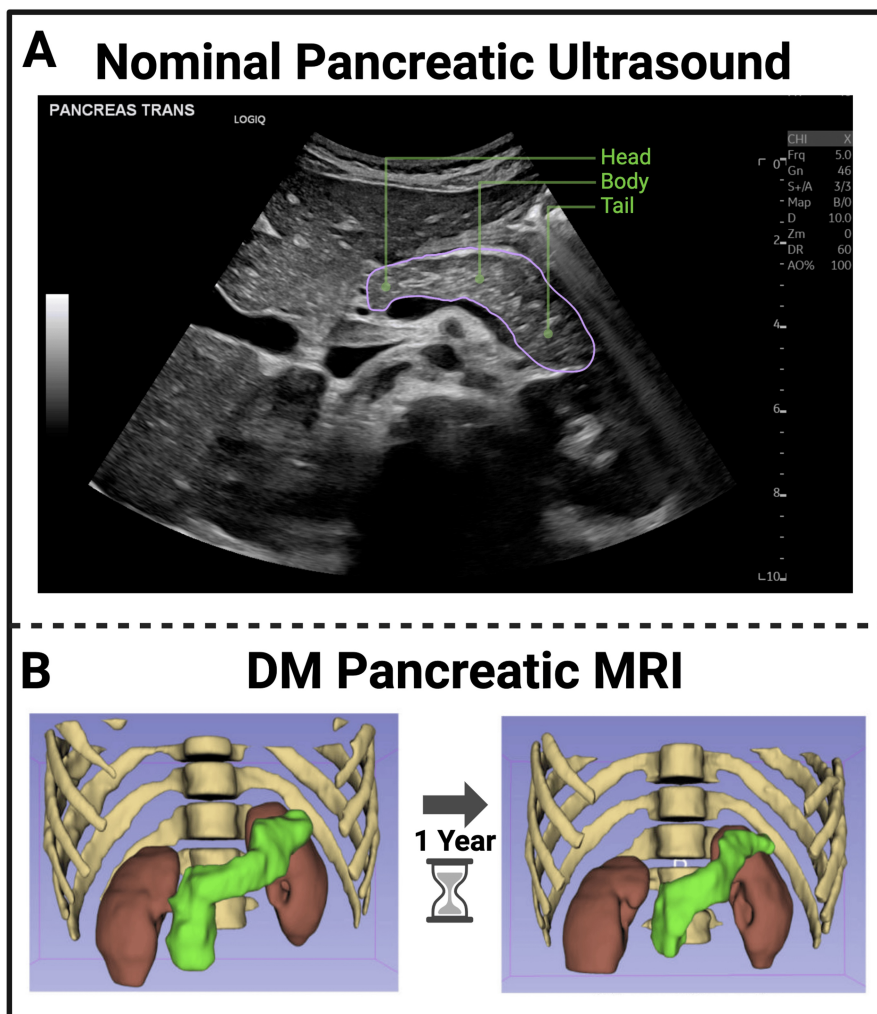 A
Nominal Pancreatic Ultrasound
PANCREAS TRANS
LOGIQ
Head
Body
Tail
CHI X
Frq 5.0
Gn 46
S+/A 3/3
Map B/0
D 10.0
Zm 0
DR 60
AO% 100
0
2
4
6
8
10
B
DM Pancreatic MRI
1 Year